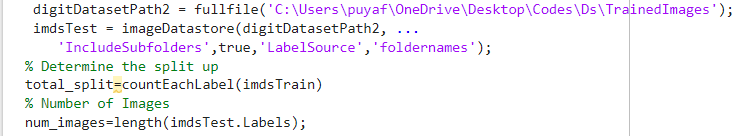 digitDatasetPath2 = fullfile('C:\Users\puyaf\OneDrive\Desktop\Codes\Ds\TrainedImages');
imdsTest = imageDatastore(digitDatasetPath2, ...
'IncludeSubfolders',true,'LabelSource','foldernames');
% Determine the split up
total_split=countEachLabel(imdsTrain)
% Number of Images
num_images=length(imdsTest.Labels);